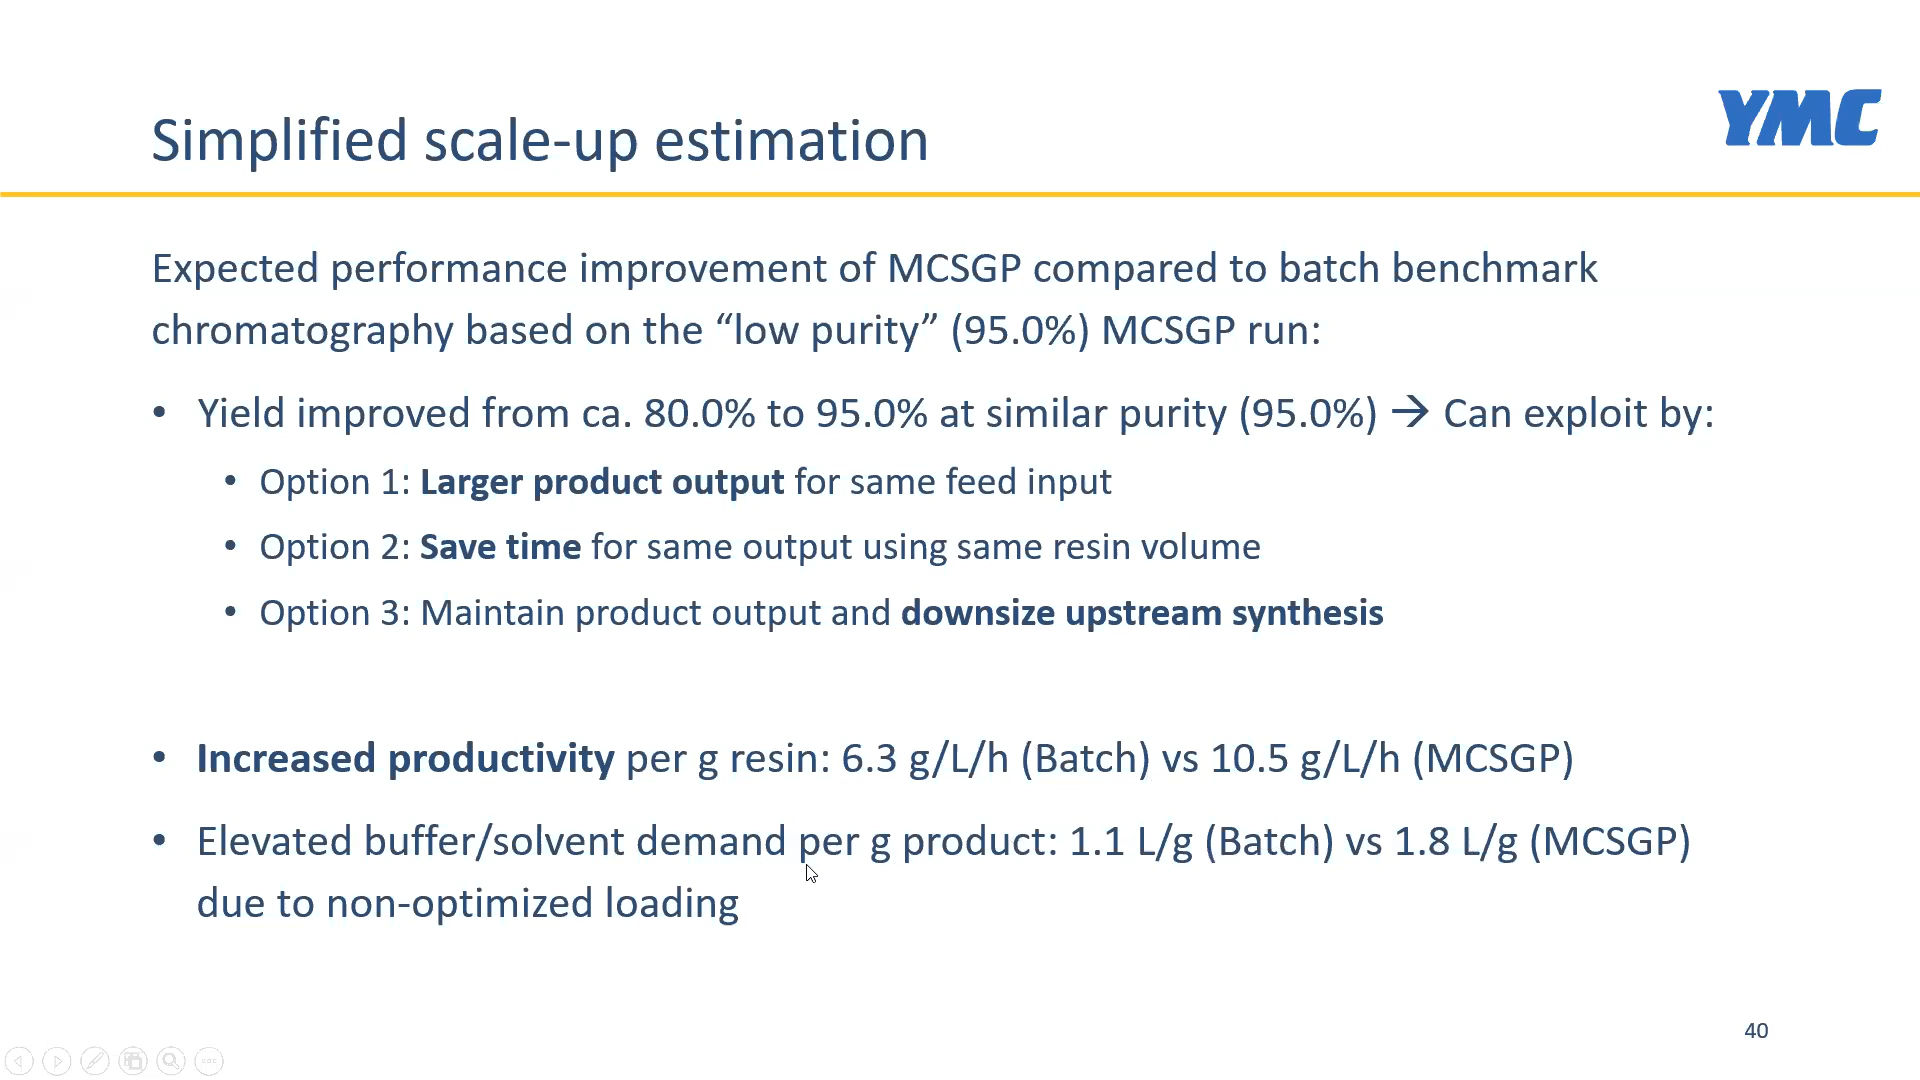 YMC
Simplified scale-up estimation
Expected performance improvement of MCSGP compared to batch benchmark
chromatography based on the “low purity” (95.0%) MCSGP run:
• Yield improved from ca. 80.0% to 95.0% at similar purity (95.0%) → Can exploit by:
• Option 1: Larger product output for same feed input
• Option 2: Save time for same output using same resin volume
• Option 3: Maintain product output and downsize upstream synthesis
• Increased productivity per g resin: 6.3 g/L/h (Batch) vs 10.5 g/L/h (MCSGP)
• Elevated buffer/solvent demand per g product: 1.1 L/g (Batch) vs 1.8 L/g (MCSGP)
due to non-optimized loading
40